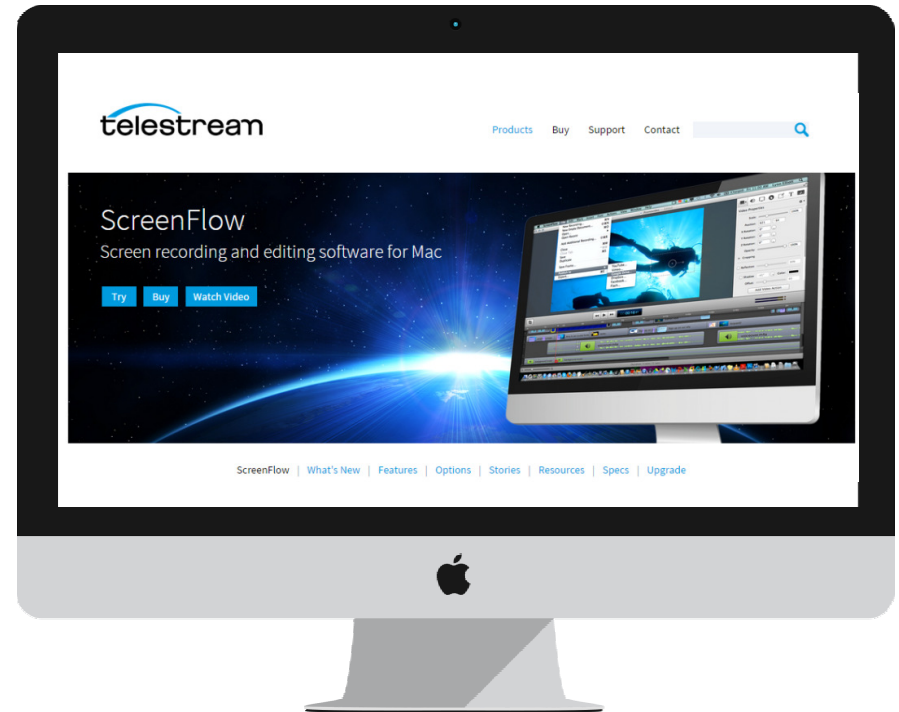 telestream
Products Buy Support Contact
ScreenFlow
Screen recording and editing software for Mac
Try Buy Watch Video
ScreenFlow | What's New | Features | Options | Stories | Resources | Specs | Upgrade